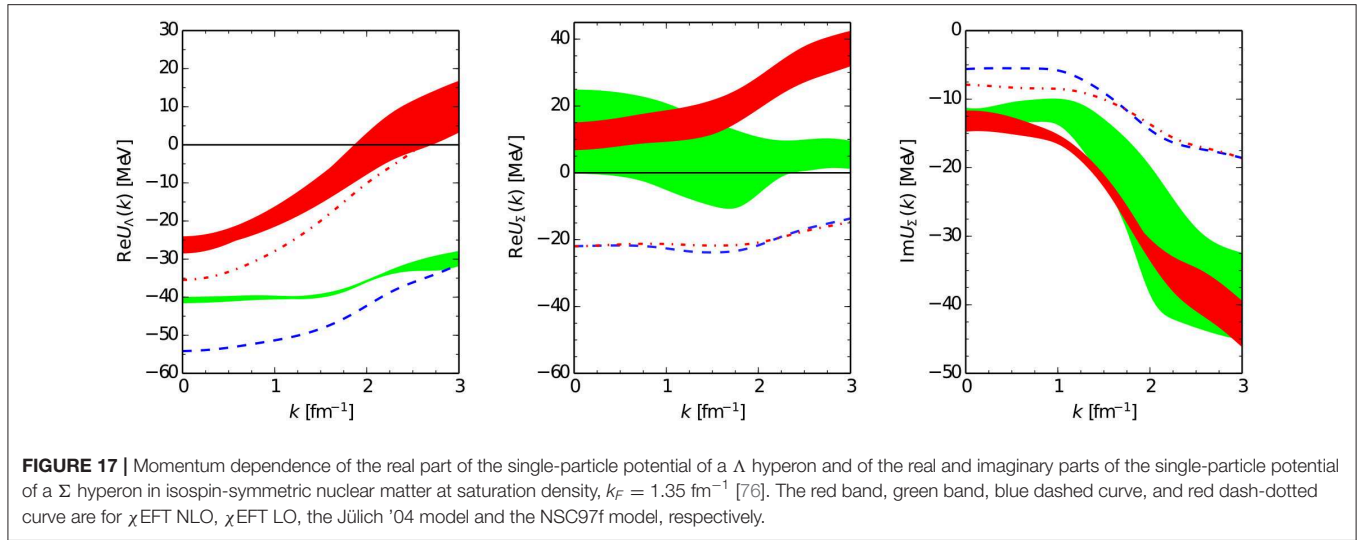 30
20
10
0
−10
−20
−30
−40
−50
−60
ReU_Λ(k) [MeV]
0 1 2 3
k [fm⁻¹]
40
20
0
−20
−40
−60
ReU_Σ(k) [MeV]
0 1 2 3
k [fm⁻¹]
0
−10
−20
−30
−40
−50
ImU_Σ(k) [MeV]
0 1 2 3
k [fm⁻¹]
FIGURE 17 | Momentum dependence of the real part of the single-particle potential of a Λ hyperon and of the real and imaginary parts of the single-particle potential
of a Σ hyperon in isospin-symmetric nuclear matter at saturation density, k_F = 1.35 fm⁻¹ [76]. The red band, green band, blue dashed curve, and red dash-dotted
curve are for χEFT NLO, χEFT LO, the Jülich '04 model and the NSC97f model, respectively.